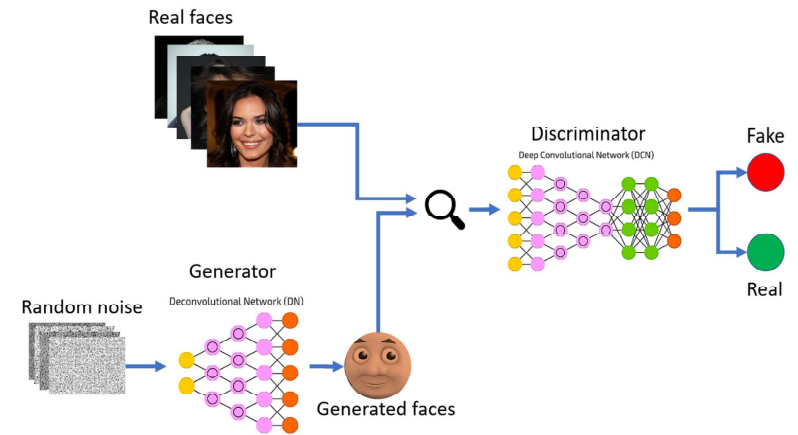 Real faces
Discriminator
Deep Convolutional Network (DCN)
Fake
Real
Generator
Deconvolutional Network (DN)
Random noise
Generated faces